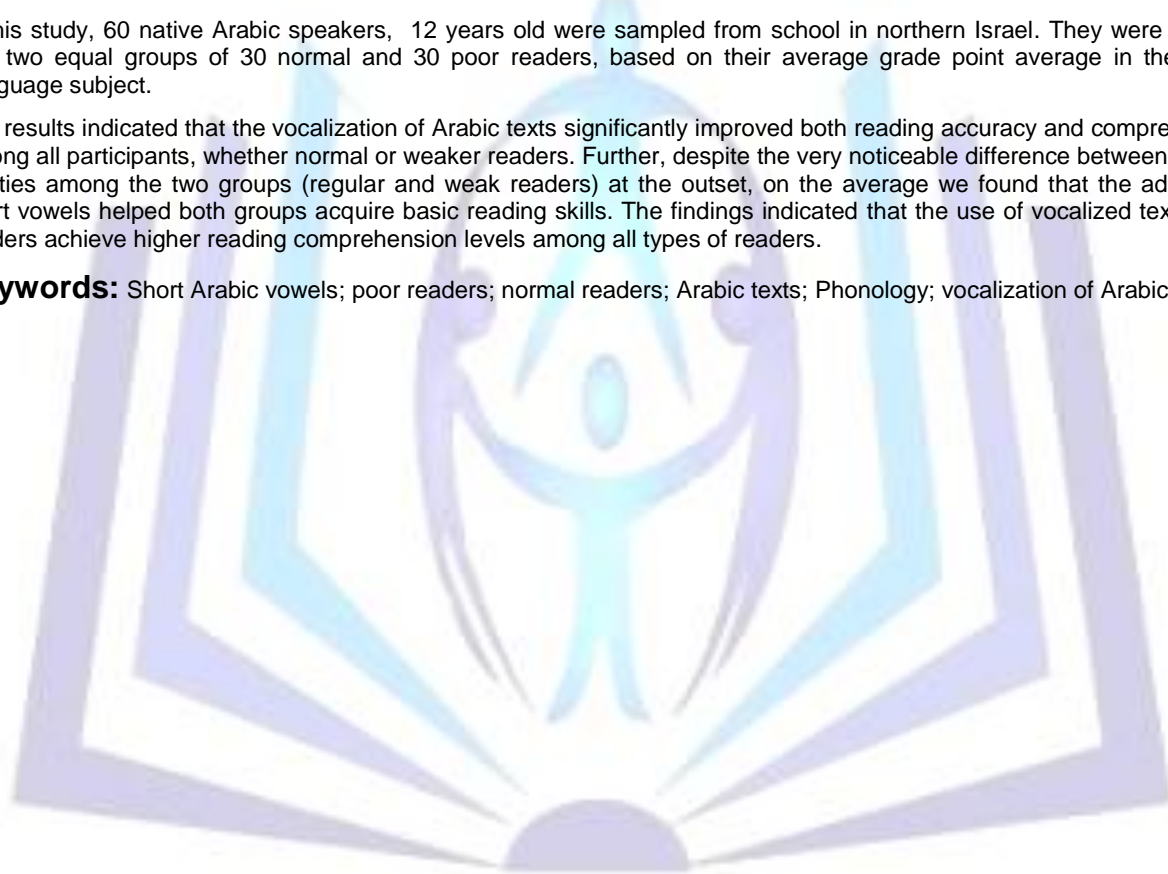 his study, 60 native Arabic speakers, 12 years old were sampled from school in northern Israel. They were
two equal groups of 30 normal and 30 poor readers, based on their average grade point average in the
guage subject.
results indicated that the vocalization of Arabic texts significantly improved both reading accuracy and compre
ong all participants, whether normal or weaker readers. Further, despite the very noticeable difference between
ties among the two groups (regular and weak readers) at the outset, on the average we found that the ad
rt vowels helped both groups acquire basic reading skills. The findings indicated that the use of vocalized tex
ders achieve higher reading comprehension levels among all types of readers.
ywords: Short Arabic vowels; poor readers; normal readers; Arabic texts; Phonology; vocalization of Arabic